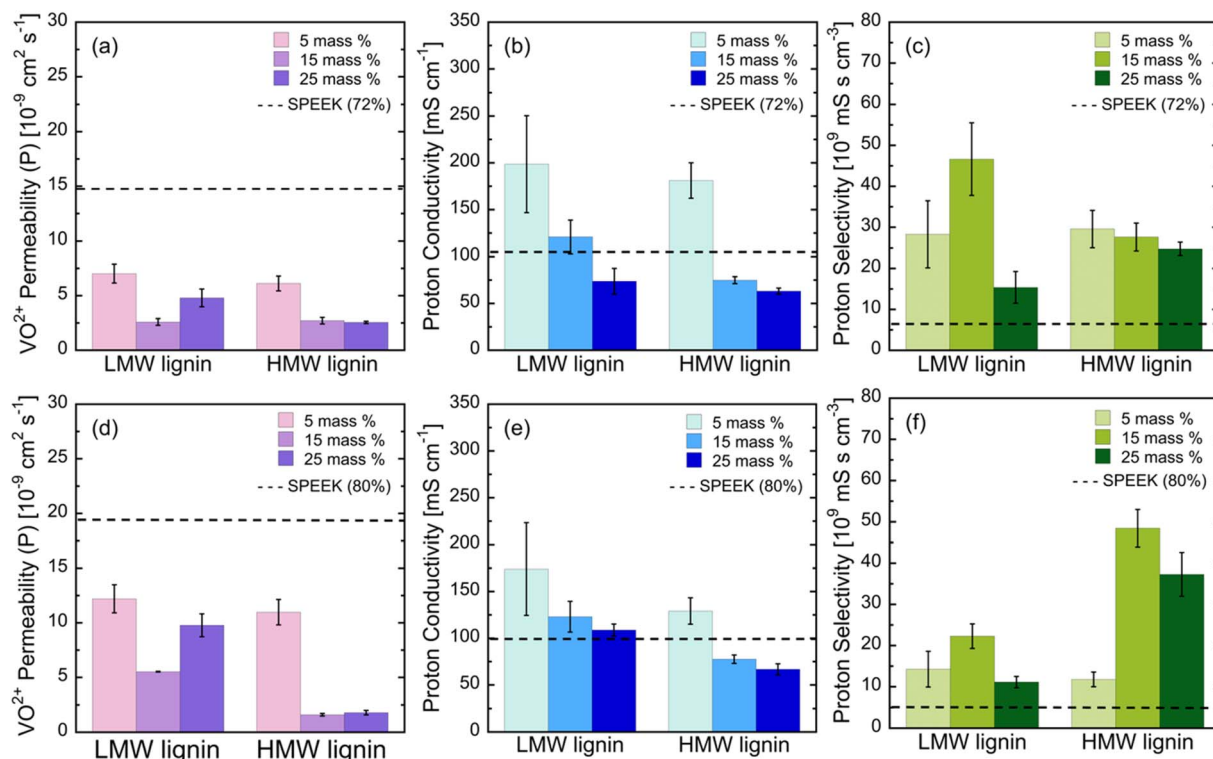 (a)
5 mass %
15 mass %
25 mass %
SPEEK (72%)
VO²⁺ Permeability (P) [10⁻⁹ cm² s⁻¹]
30
25
20
15
10
5
0
LMW lignin HMW lignin
(b)
5 mass %
15 mass %
25 mass %
SPEEK (72%)
Proton Conductivity [mS cm⁻¹]
350
300
250
200
150
100
50
0
LMW lignin HMW lignin
(c)
5 mass %
15 mass %
25 mass %
SPEEK (72%)
Proton Selectivity [10⁹ mS s cm⁻³]
80
70
60
50
40
30
20
10
0
LMW lignin HMW lignin
(d)
5 mass %
15 mass %
25 mass %
SPEEK (80%)
VO²⁺ Permeability (P) [10⁻⁹ cm² s⁻¹]
30
25
20
15
10
5
0
LMW lignin HMW lignin
(e)
5 mass %
15 mass %
25 mass %
SPEEK (80%)
Proton Conductivity [mS cm⁻¹]
350
300
250
200
175
150
125
100
75
50
25
0
LMW lignin HMW lignin
(f)
5 mass %
15 mass %
25 mass %
SPEEK (80%)
Proton Selectivity [10⁹ mS s cm⁻³]
80
70
60
50
40
30
20
10
0
LMW lignin HMW lignin